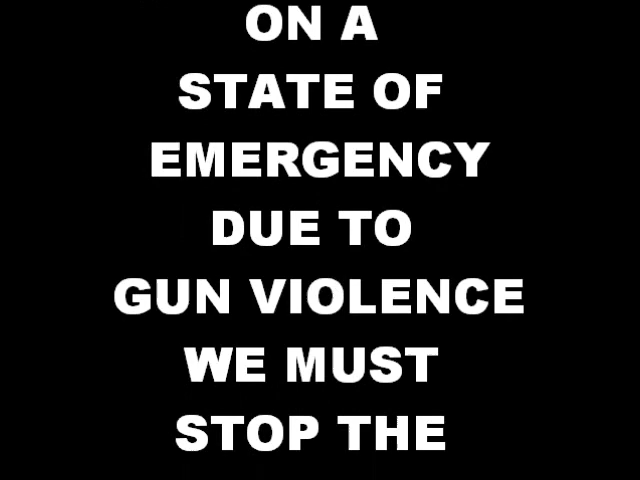 ON A
STATE OF
EMERGENCY
DUE TO
GUN VIOLENCE
WE MUST
STOP THE